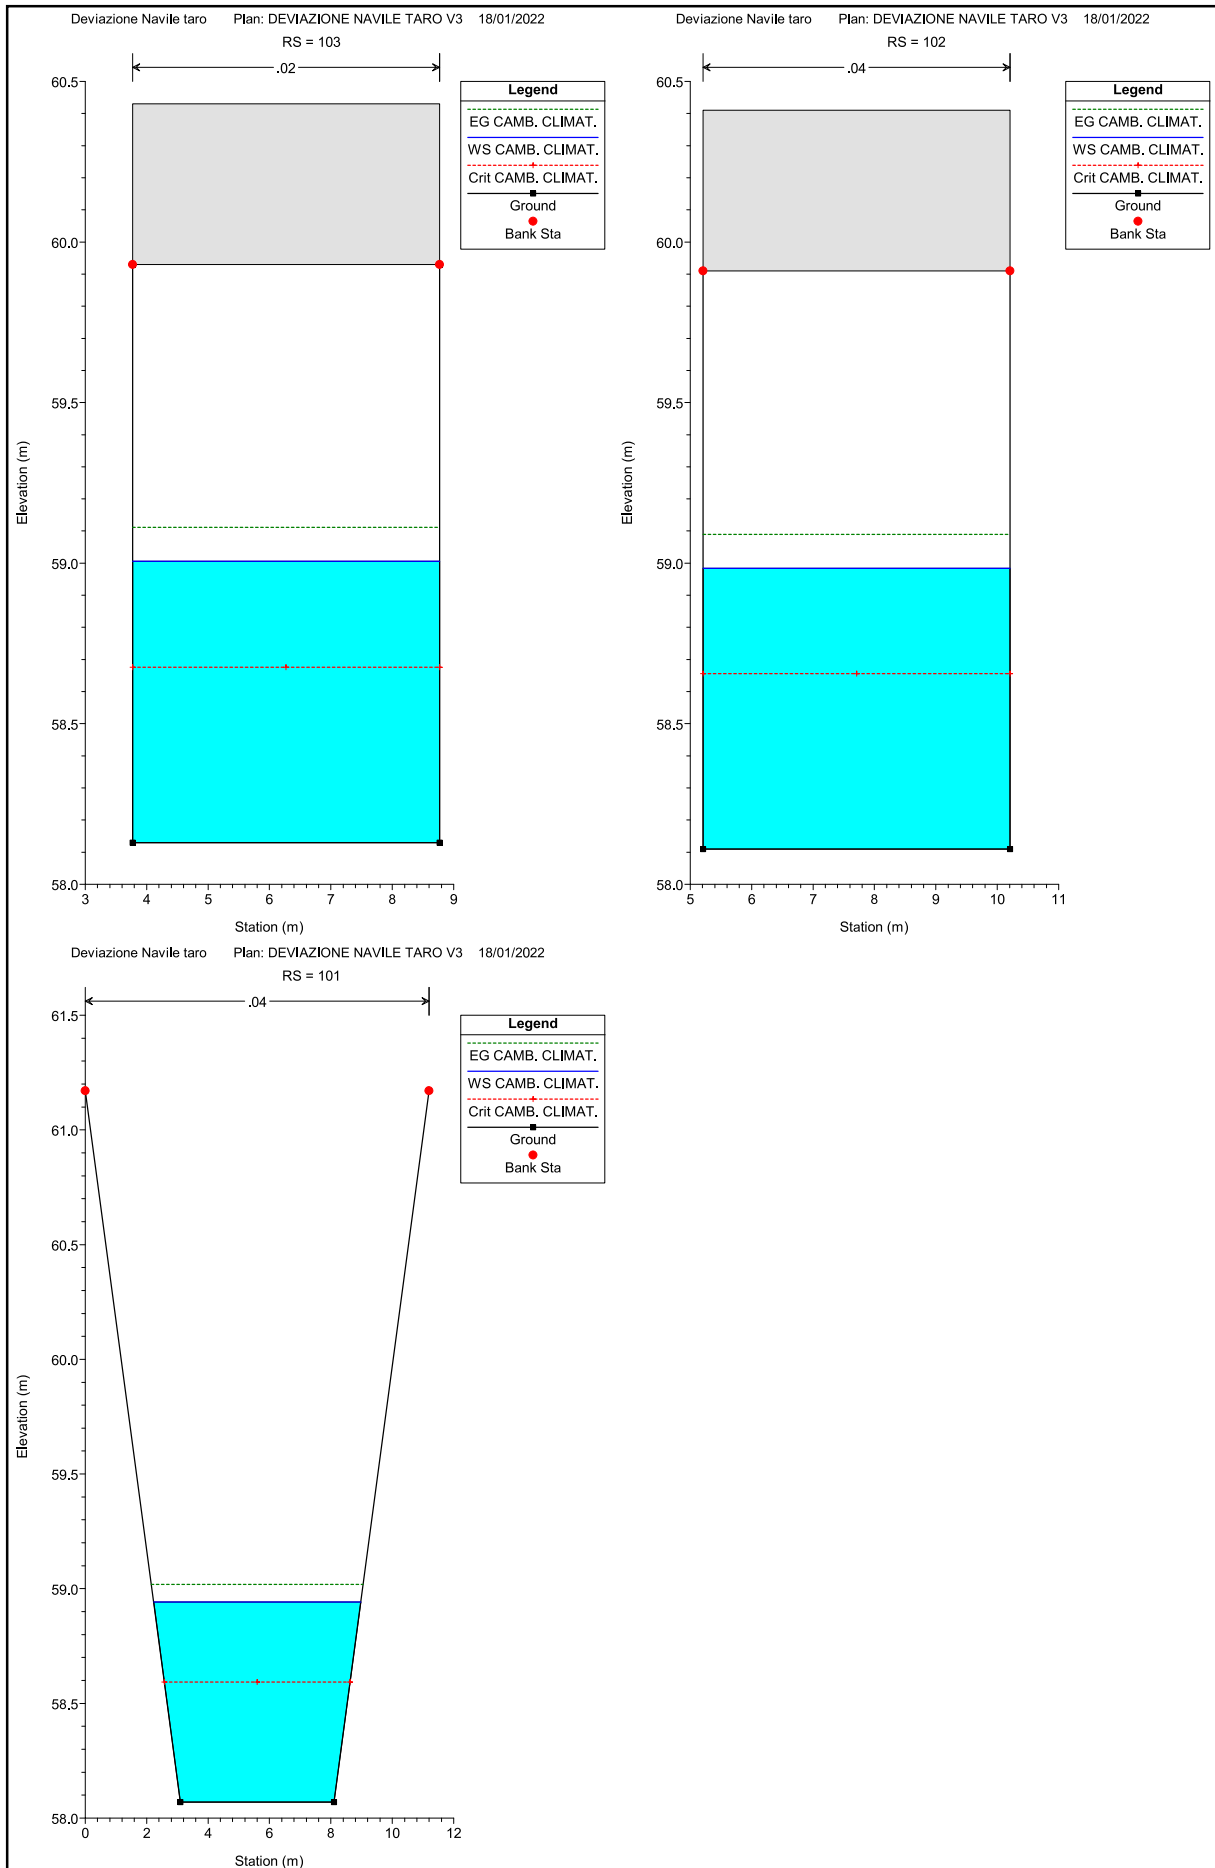 Deviazione Navile taro Plan: DEVIAZIONE NAVILE TARO V3 18/01/2022
RS = 103
.02
60.5
60.0
59.5
59.0
58.5
58.0
3 4 5 6 7 8 9
Station (m)
Elevation (m)
Legend
EG CAMB. CLIMAT.
WS CAMB. CLIMAT.
Crit CAMB. CLIMAT.
Ground
Bank Sta
Deviazione Navile taro Plan: DEVIAZIONE NAVILE TARO V3 18/01/2022
RS = 102
.04
60.5
60.0
59.5
59.0
58.5
58.0
5 6 7 8 9 10 11
Station (m)
Elevation (m)
Legend
EG CAMB. CLIMAT.
WS CAMB. CLIMAT.
Crit CAMB. CLIMAT.
Ground
Bank Sta
Deviazione Navile taro Plan: DEVIAZIONE NAVILE TARO V3 18/01/2022
RS = 101
.04
61.5
61.0
60.5
60.0
59.5
59.0
58.5
58.0
0 2 4 6 8 10 12
Station (m)
Elevation (m)
Legend
EG CAMB. CLIMAT.
WS CAMB. CLIMAT.
Crit CAMB. CLIMAT.
Ground
Bank Sta